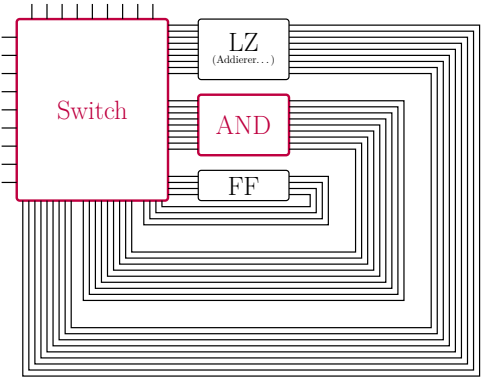 LZ
(Addierer...)
Switch
AND
FF